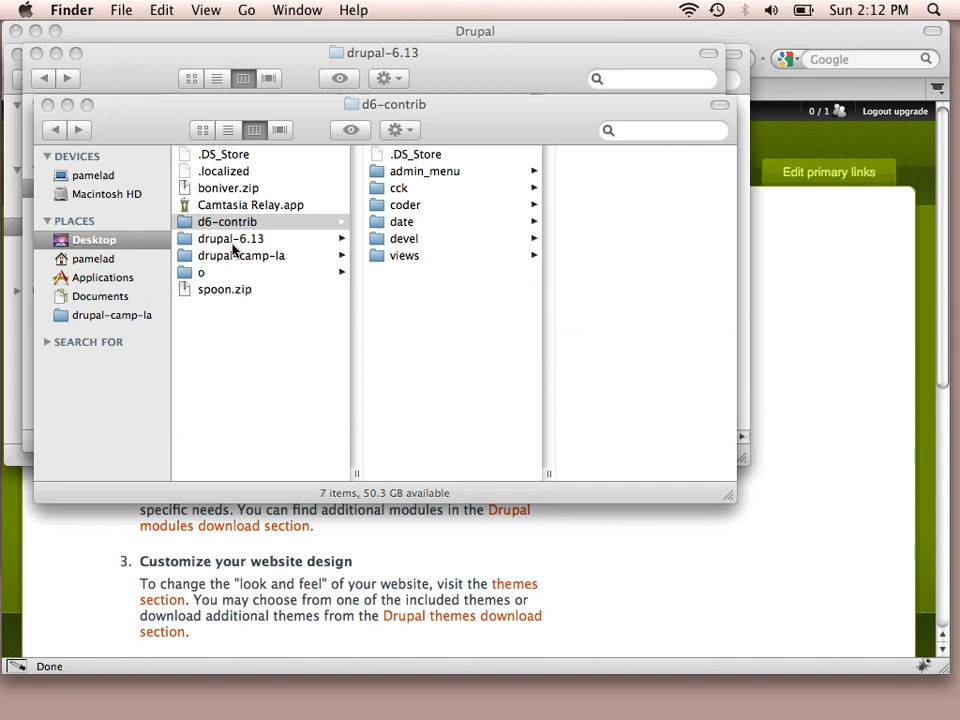 Finder File Edit View Go Window Help Sun 2:12 PM
Drupal
drupal-6.13
Google
d6-contrib
0 / 1 Logout upgrade
DEVICES
pamelad
Macintosh HD
PLACES
Desktop
pamelad
Applications
Documents
drupal-camp-la
SEARCH FOR
.DS_Store
.localized
boniver.zip
Camtasia Relay.app
d6-contrib
drupal-6.13
drupal-camp-la
o
spoon.zip
.DS_Store
admin_menu
cck
coder
date
devel
views
Edit primary links
7 items, 50.3 GB available
specific needs. You can find additional modules in the Drupal
modules download section.
3. Customize your website design
To change the "look and feel" of your website, visit the themes
section. You may choose from one of the included themes or
download additional themes from the Drupal themes download
section.
Done